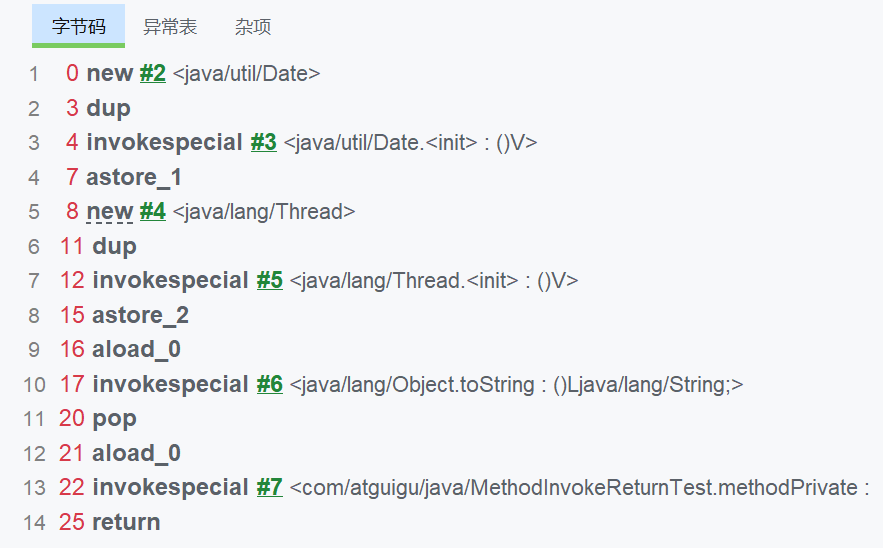 字节码 异常表 杂项
1 0 new #2 <java/util/Date>
2 3 dup
3 4 invokespecial #3 <java/util/Date.<init> : ()V>
4 7 astore_1
5 8 new #4 <java/lang/Thread>
6 11 dup
7 12 invokespecial #5 <java/lang/Thread.<init> : ()V>
8 15 astore_2
9 16 aload_0
10 17 invokespecial #6 <java/lang/Object.toString : ()Ljava/lang/String;>
11 20 pop
12 21 aload_0
13 22 invokespecial #7 <com/atguigu/java/MethodInvokeReturnTest.methodPrivate :
14 25 return